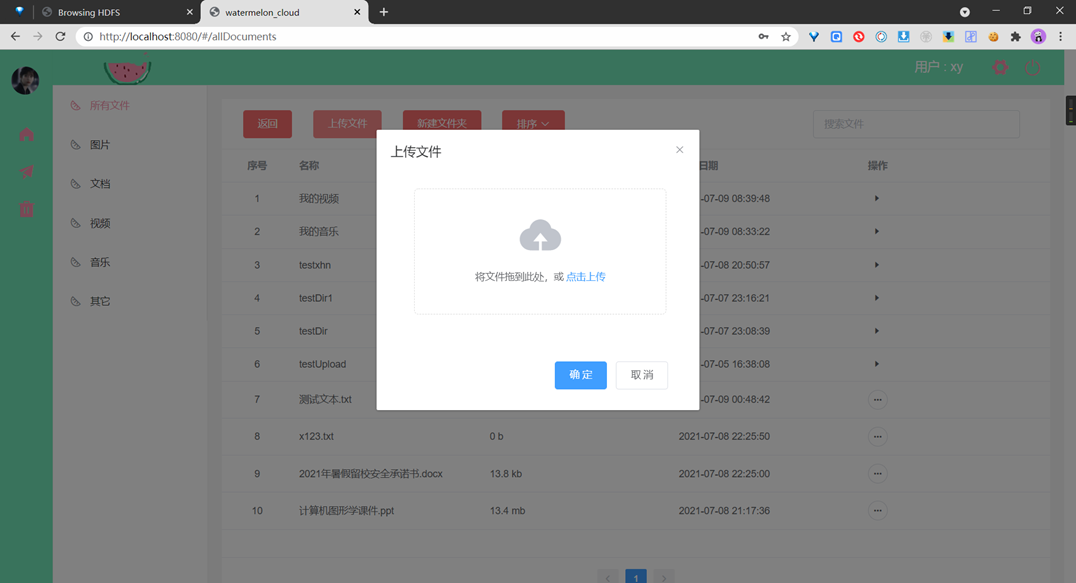 Browsing HDFS
watermelon_cloud
http://localhost:8080/#/allDocuments
用户 : xy
所有文件
图片
文档
视频
音乐
其它
返回 上传文件 新建文件夹 排序 搜索文件
序号 名称 日期 操作
1 我的视频 -07-09 08:39:48
2 我的音乐 -07-09 08:33:22
3 testxhn -07-08 20:50:57
4 testDir1 -07-07 23:16:21
5 testDir -07-07 23:08:39
6 testUpload -07-05 16:38:08
7 测试文本.txt -07-09 00:48:42
8 x123.txt 0 b 2021-07-08 22:25:50
9 2021年暑假留校安全承诺书.docx 13.8 kb 2021-07-08 22:25:00
10 计算机图形学课件.ppt 13.4 mb 2021-07-08 21:17:36
1
上传文件
将文件拖到此处，或 点击上传
确 定 取 消